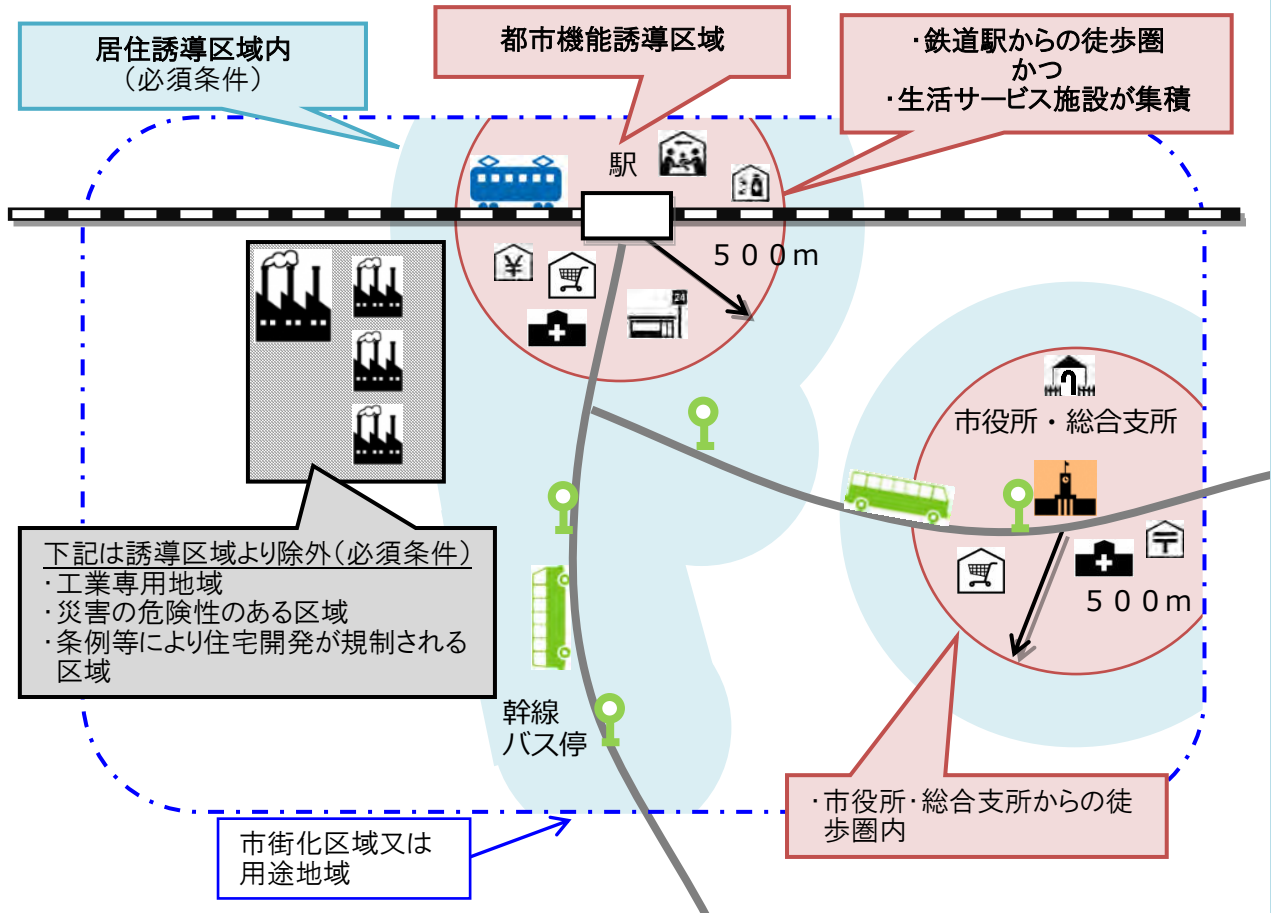 居住誘導区域内
(必須条件)
都市機能誘導区域
・鉄道駅からの徒歩圏
かつ
・生活サービス施設が集積
駅
500m
¥
24
市役所・総合支所
〒
500m
下記は誘導区域より除外(必須条件)
・工業専用地域
・災害の危険性のある区域
・条例等により住宅開発が規制される
区域
幹線
バス停
・市役所・総合支所からの徒
歩圏内
市街化区域又は
用途地域